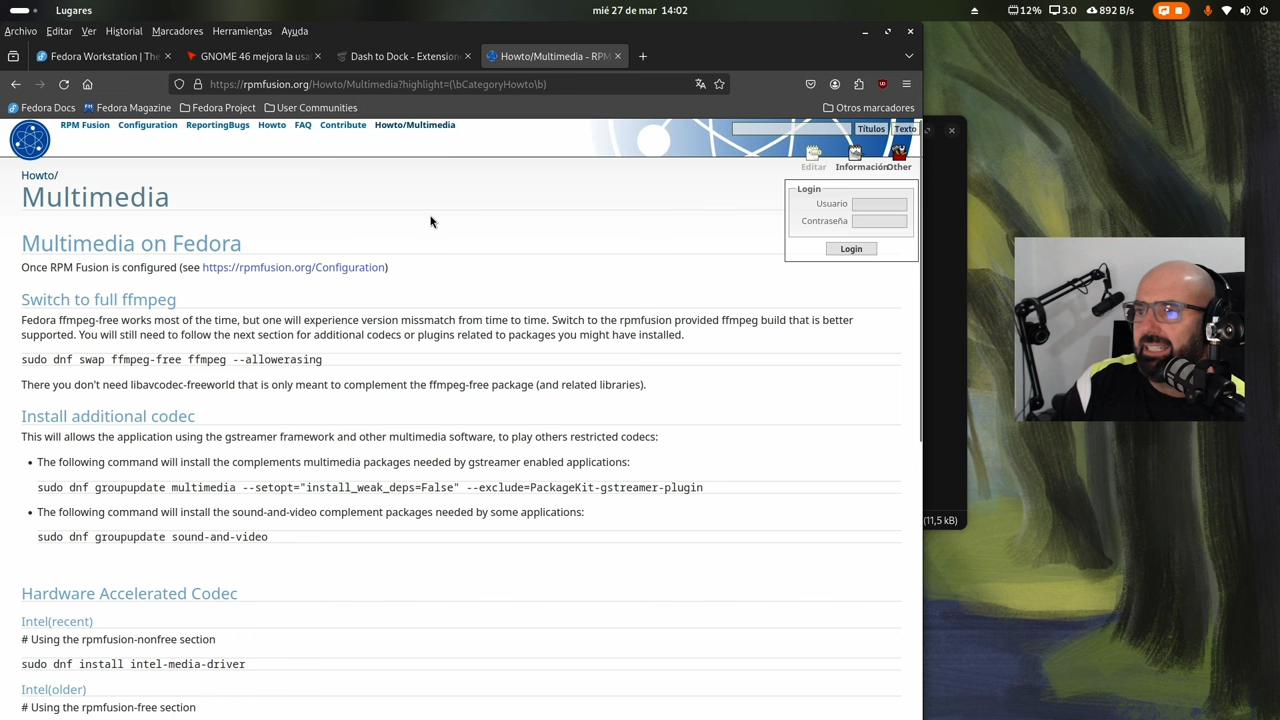 Lugares
mié 27 de mar 14:02
12%
3.0
892 B/s
Archivo Editar Ver Historial Marcadores Herramientas Ayuda
Fedora Workstation | The
GNOME 46 mejora la usa
Dash to Dock - Extension
Howto/Multimedia - RPM
https://rpmfusion.org/Howto/Multimedia?highlight=(\bCategoryHowto\b)
Fedora Docs Fedora Magazine Fedora Project User Communities Otros marcadores
RPM Fusion Configuration ReportingBugs Howto FAQ Contribute Howto/Multimedia
Títulos Texto
Editar Información Other
Howto/
Multimedia
Login
Usuario
Contraseña
Login
Multimedia on Fedora
Once RPM Fusion is configured (see https://rpmfusion.org/Configuration)
Switch to full ffmpeg
Fedora ffmpeg-free works most of the time, but one will experience version missmatch from time to time. Switch to the rpmfusion provided ffmpeg build that is better
supported. You will still need to follow the next section for additional codecs or plugins related to packages you might have installed.
sudo dnf swap ffmpeg-free ffmpeg --allowerasing
There you don't need libavcodec-freeworld that is only meant to complement the ffmpeg-free package (and related libraries).
Install additional codec
This will allows the application using the gstreamer framework and other multimedia software, to play others restricted codecs:
• The following command will install the complements multimedia packages needed by gstreamer enabled applications:
sudo dnf groupupdate multimedia --setopt="install_weak_deps=False" --exclude=PackageKit-gstreamer-plugin
• The following command will install the sound-and-video complement packages needed by some applications:
sudo dnf groupupdate sound-and-video
(11,5 kB)
Hardware Accelerated Codec
Intel(recent)
# Using the rpmfusion-nonfree section
sudo dnf install intel-media-driver
Intel(older)
# Using the rpmfusion-free section